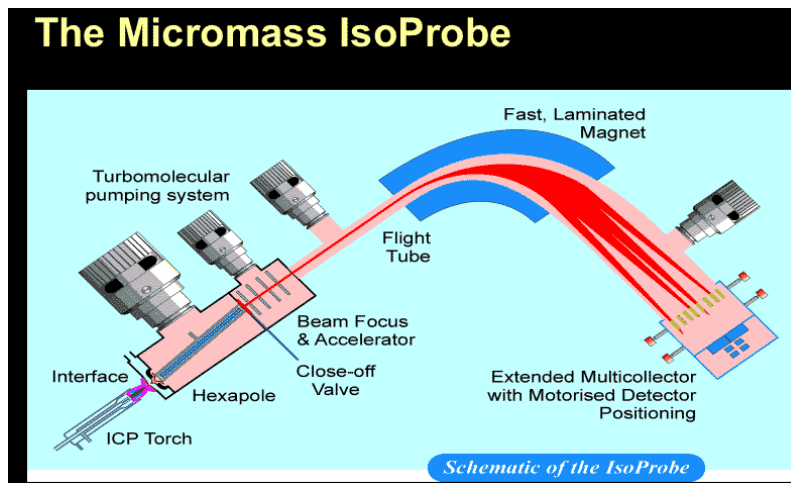 The Micromass IsoProbe
Fast, Laminated
Magnet
Turbomolecular
pumping system
Flight
Tube
Beam Focus
& Accelerator
Close-off
Valve
Interface
Hexapole
ICP Torch
Extended Multicollector
with Motorised Detector
Positioning
Schematic of the IsoProbe